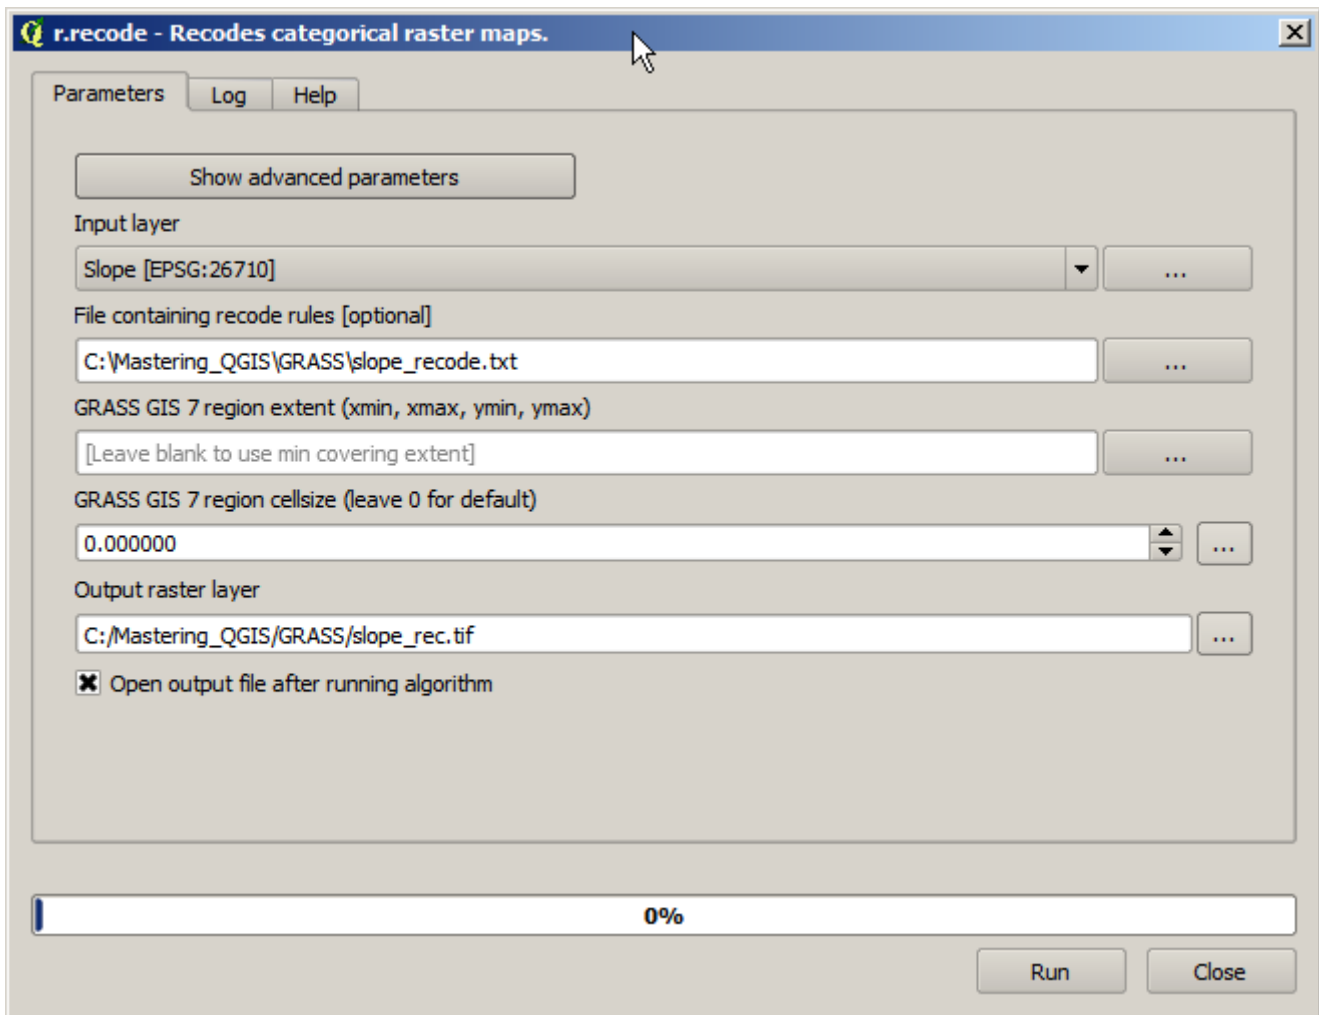 r.recode - Recodes categorical raster maps.
Parameters
Log
Help
Show advanced parameters
Input layer
Slope [EPSG:26710]
...
File containing recode rules [optional]
C:\Mastering_QGIS\GRASS\slope_recode.txt
...
GRASS GIS 7 region extent (xmin, xmax, ymin, ymax)
[Leave blank to use min covering extent]
...
GRASS GIS 7 region cellsize (leave 0 for default)
0.000000
...
Output raster layer
C:/Mastering_QGIS/GRASS/slope_rec.tif
...
Open output file after running algorithm
0%
Run
Close